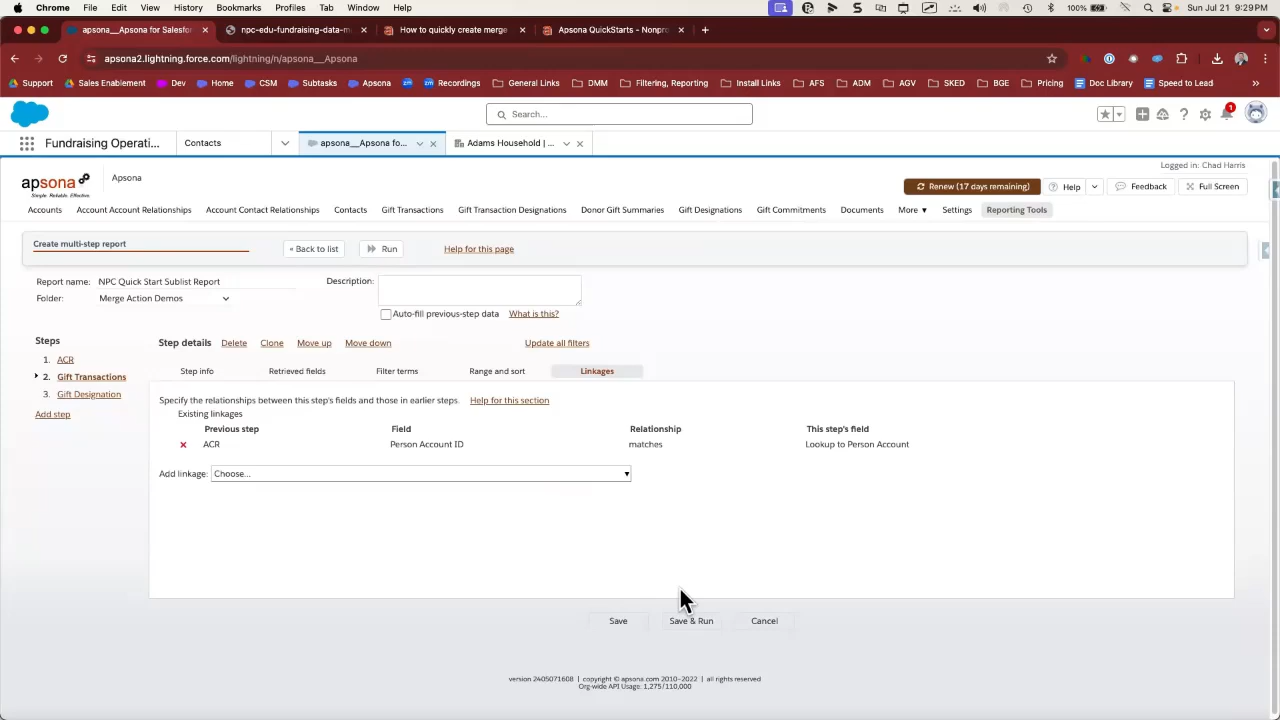 Chrome File Edit View History Bookmarks Profiles Tab Window Help 100% Sun Jul 21 9:29 PM
apsona__Apsona for Salesfor × npc-edu-fundraising-data-m × How to quickly create merge × Apsona QuickStarts - Nonpro × +
apsona2.lightning.force.com/lightning/n/apsona__Apsona
Support Sales Enablement Dev Home CSM Subtasks Apsona Recordings General Links DMM Filtering, Reporting Install Links AFS ADM AGV SKED BGE Pricing Doc Library Speed to Lead
Search... 1
Fundraising Operati... Contacts apsona__Apsona fo... Adams Household | ...
Logged in: Chad Harris
apsona Simple. Reliable. Effective. Apsona
Renew (17 days remaining) Help Feedback Full Screen
Accounts Account Account Relationships Account Contact Relationships Contacts Gift Transactions Gift Transaction Designations Donor Gift Summaries Gift Designations Gift Commitments Documents More ▼ Settings Reporting Tools
Create multi-step report « Back to list Run Help for this page
Report name: NPC Quick Start Sublist Report Description:
Folder: Merge Action Demos
Auto-fill previous-step data What is this?
Steps Step details Delete Clone Move up Move down Update all filters
1. ACR
2. Gift Transactions
3. Gift Designation
Add step
Step info Filter terms Retrieved fields Range and sort Linkages
Specify the relationships between this step's fields and those in earlier steps. Help for this section
Existing linkages
Previous step Field Relationship This step's field
ACR Person Account ID matches Lookup to Person Account
Add linkage: Choose...
Save Save & Run Cancel
version 2405071608 | copyright © apsona.com 2010–2022 | all rights reserved
Org-wide API Usage: 1,275/110,000